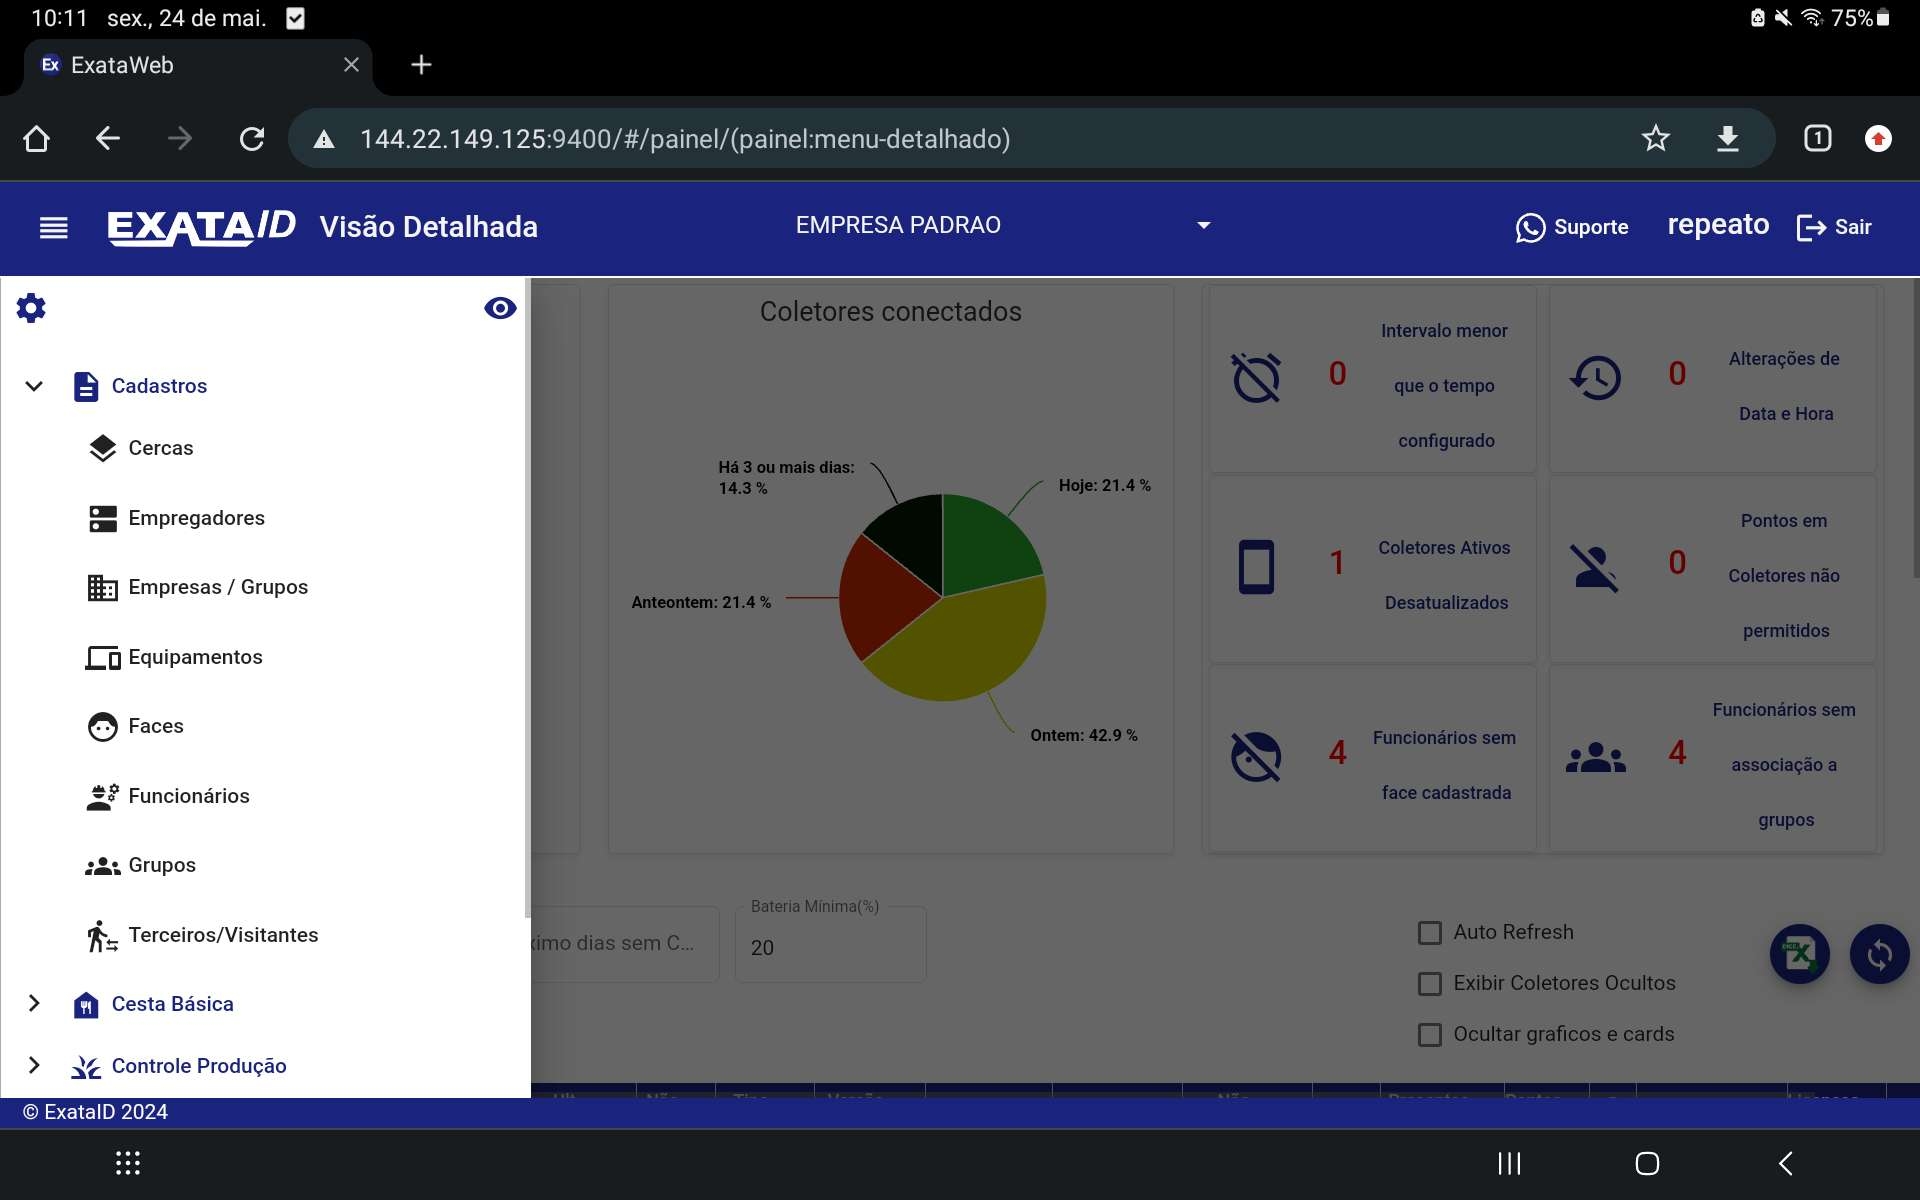 10:11 sex., 24 de mai.
75%
Ex ExataWeb
144.22.149.125:9400/#/painel/(painel:menu-detalhado)
1
EXATAID Visão Detalhada
EMPRESA PADRAO
Suporte
repeato
Sair
Cadastros
Cercas
Empregadores
Empresas / Grupos
Equipamentos
Faces
Funcionários
Grupos
Terceiros/Visitantes
Cesta Básica
Controle Produção
Coletores conectados
Há 3 ou mais dias:
14.3 %
Hoje: 21.4 %
Anteontem: 21.4 %
Ontem: 42.9 %
0
Intervalo menor
que o tempo
configurado
0
Alterações de
Data e Hora
1
Coletores Ativos
Desatualizados
0
Pontos em
Coletores não
permitidos
4
Funcionários sem
face cadastrada
4
Funcionários sem
associação a
grupos
ximo dias sem C...
Bateria Mínima(%)
20
Auto Refresh
Exibir Coletores Ocultos
Ocultar graficos e cards
© ExataID 2024